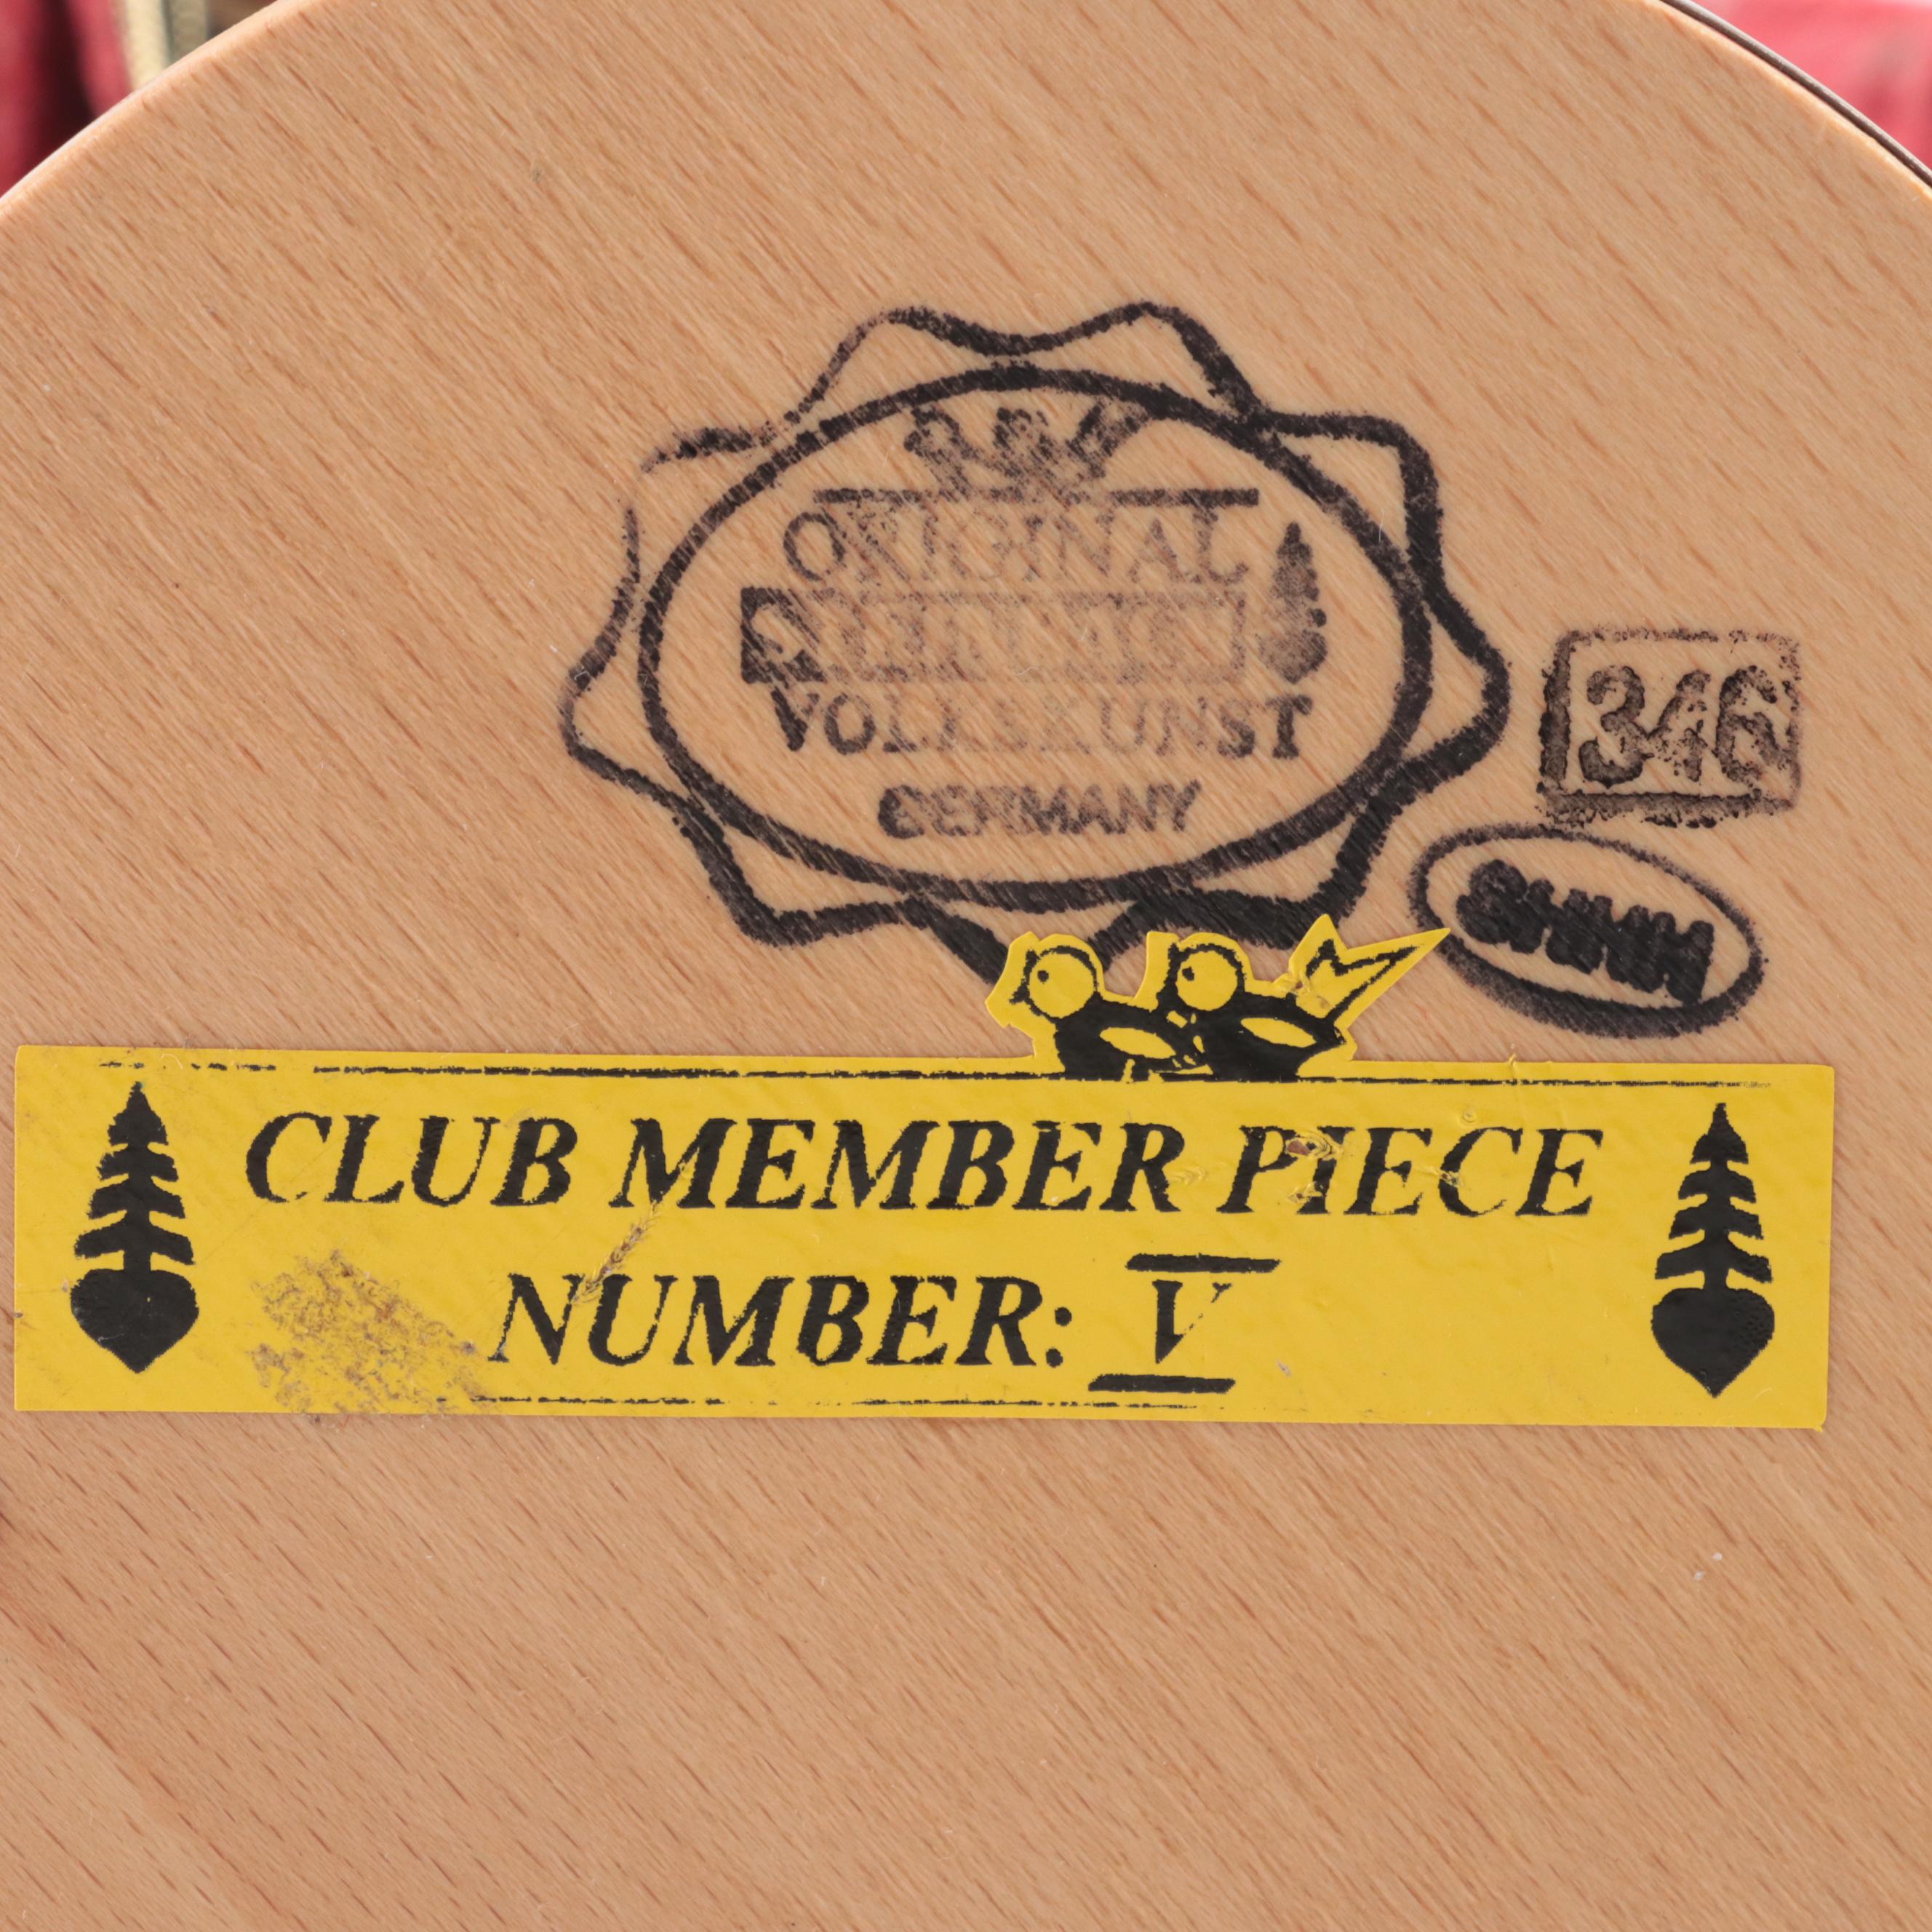 ORIGINAL
VOLKSKUNST
GERMANY
346
CLUB MEMBER PIECE
NUMBER: V